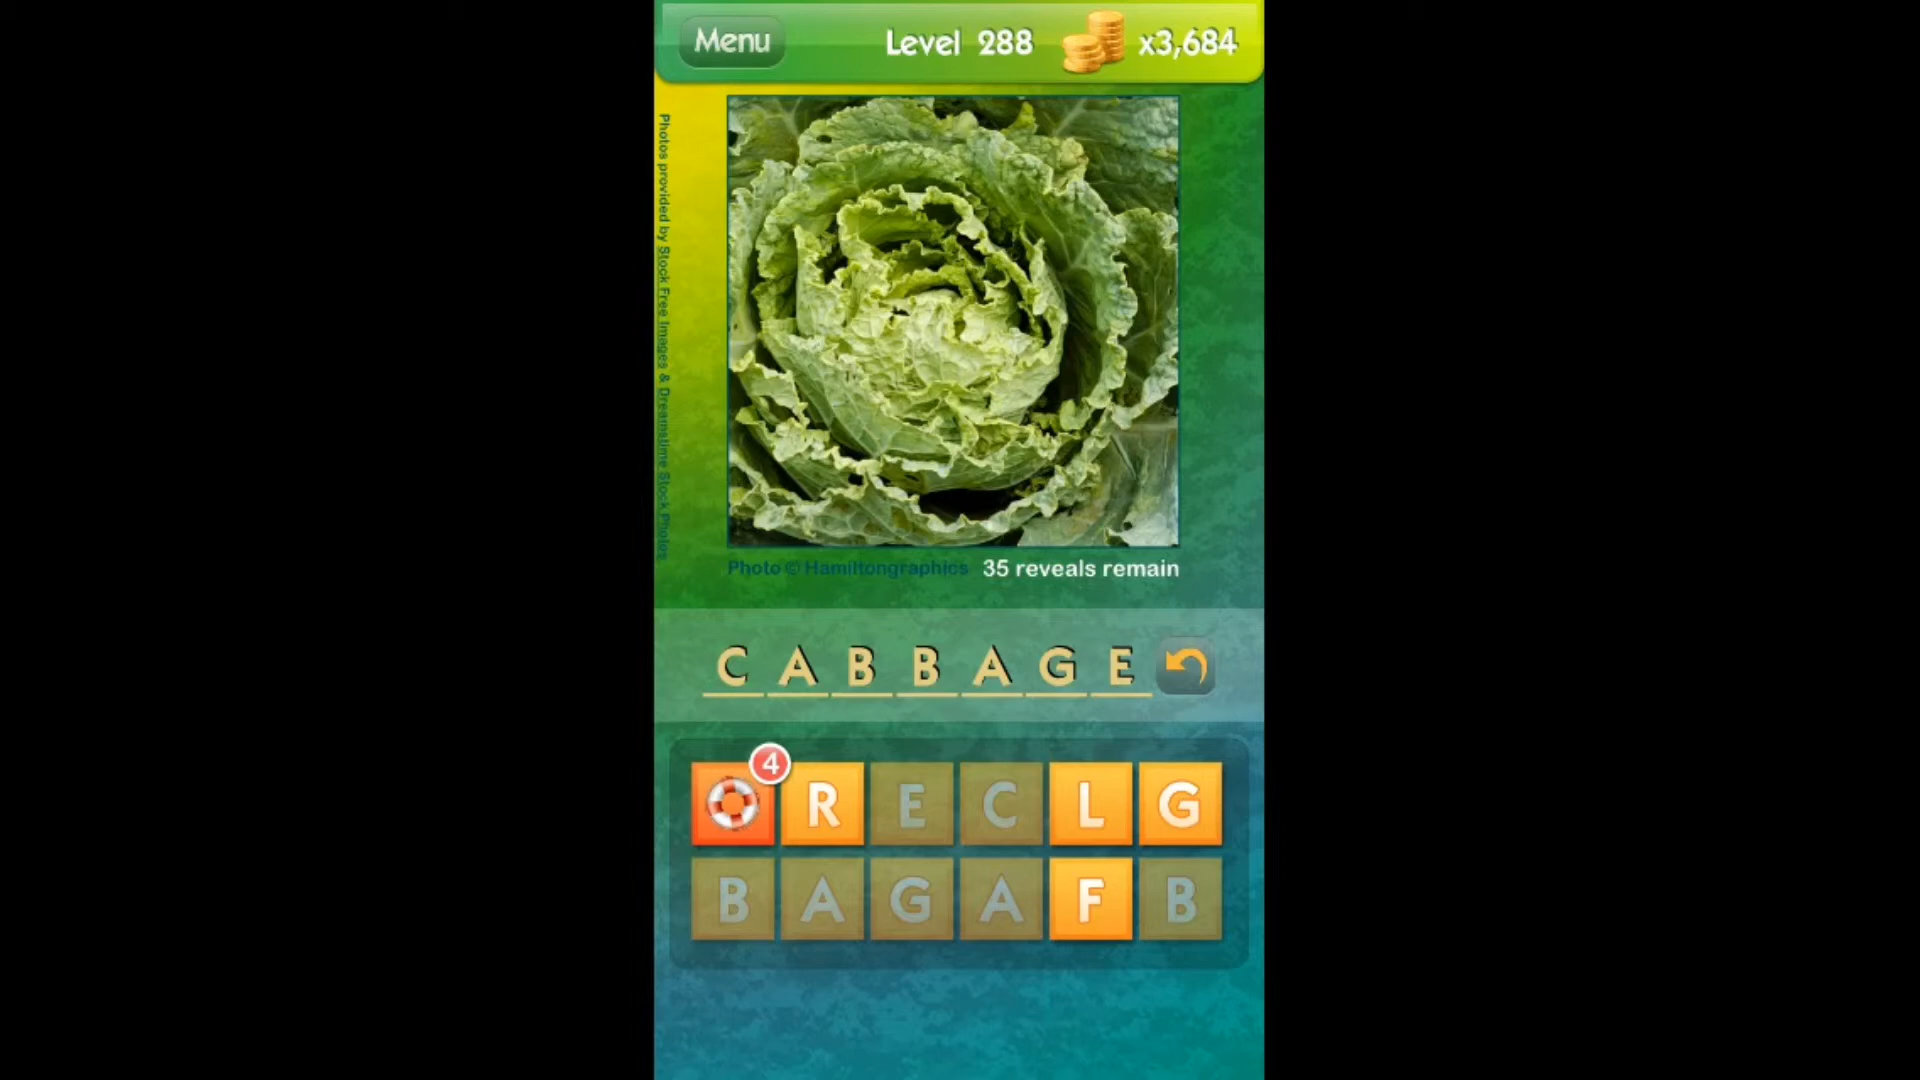 Menu
Level 288
x3,684
Photos provided by Stock Free Images & Dreamstime Stock Photos
Photo © Hamiltongraphics
35 reveals remain
C A B B A G E
4
R E C L G
B A G A F B